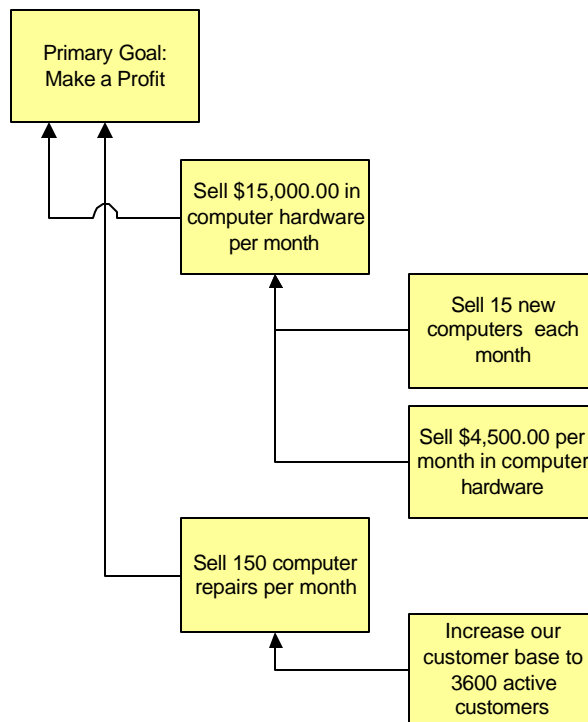 Primary Goal:
Make a Profit
Sell $15,000.00 in
computer hardware
per month
Sell 15 new
computers each
month
Sell $4,500.00 per
month in computer
hardware
Sell 150 computer
repairs per month
Increase our
customer base to
3600 active
customers